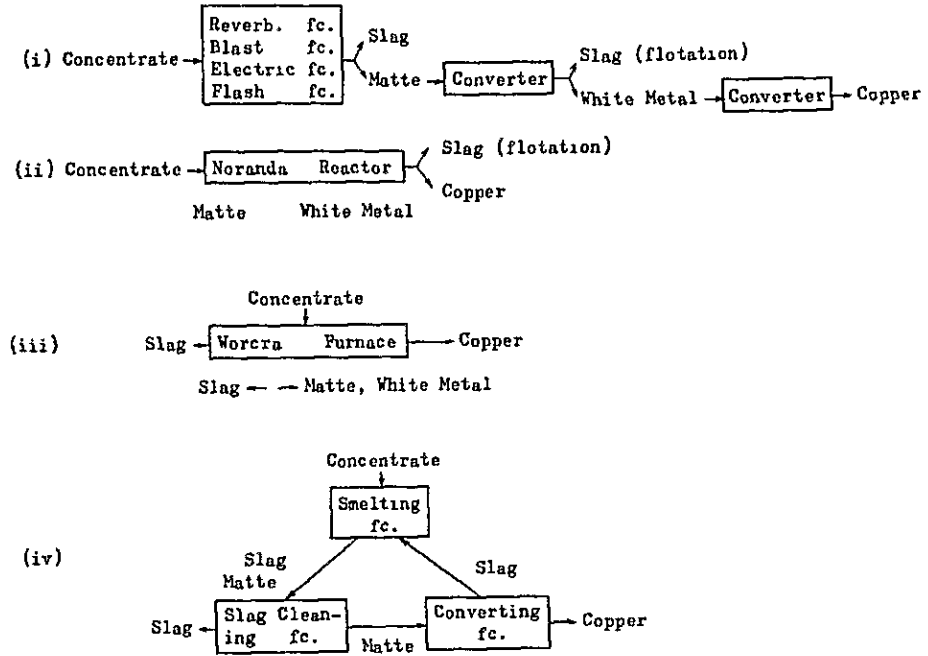 Reverb. fc.
Slag
(i) Concentrate
Blast fc.
Electric fc.
Slag (flotation)
Flash fc.
Matte
Converter
White Metal
Converter
Copper
Slag (flotation)
(ii) Concentrate
Noranda Reactor
Copper
Matte White Metal
Concentrate
(iii)
Slag
Worcra Furnace
Copper
Slag
Matte, White Metal
Concentrate
Smelting
fc.
(iv)
Slag
Matte
Slag
Slag
Slag Clean-
ing fc.
Matte
Converting
fc.
Copper